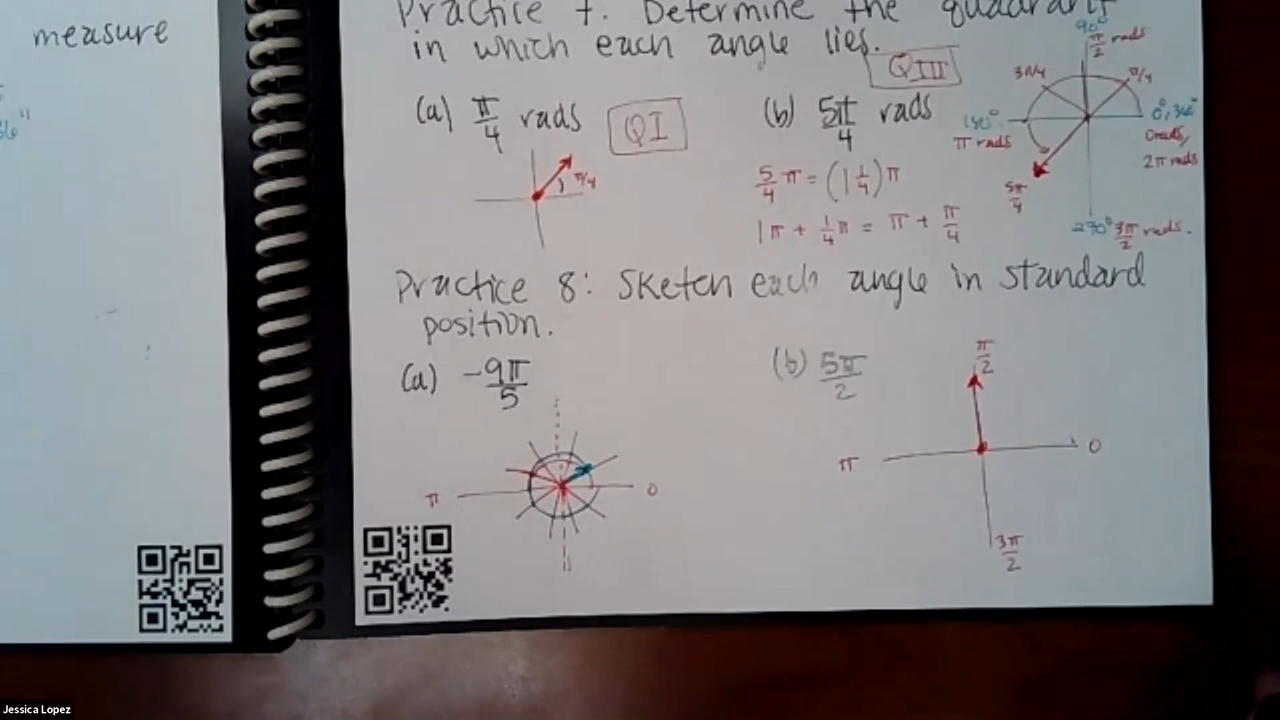 measure
6"
Practice 7: Determine the quadrant
in which each angle lies.
QIII
(a) π/4 rads
QI
π/4
(b) 5π/4 rads
5/4 π = (1 1/4)π
1π + 1/4 π = π + π/4
90°
π/2 rads
3π/4
π/4
180°
π rads
0°, 360°
0 rads,
2π rads
5π/4
270° 3π/2 rads.
Practice 8: Sketch each angle in standard
position.
(a) -9π/5
π
0
(b) 5π/2
π/2
π
0
3π/2
Jessica Lopez